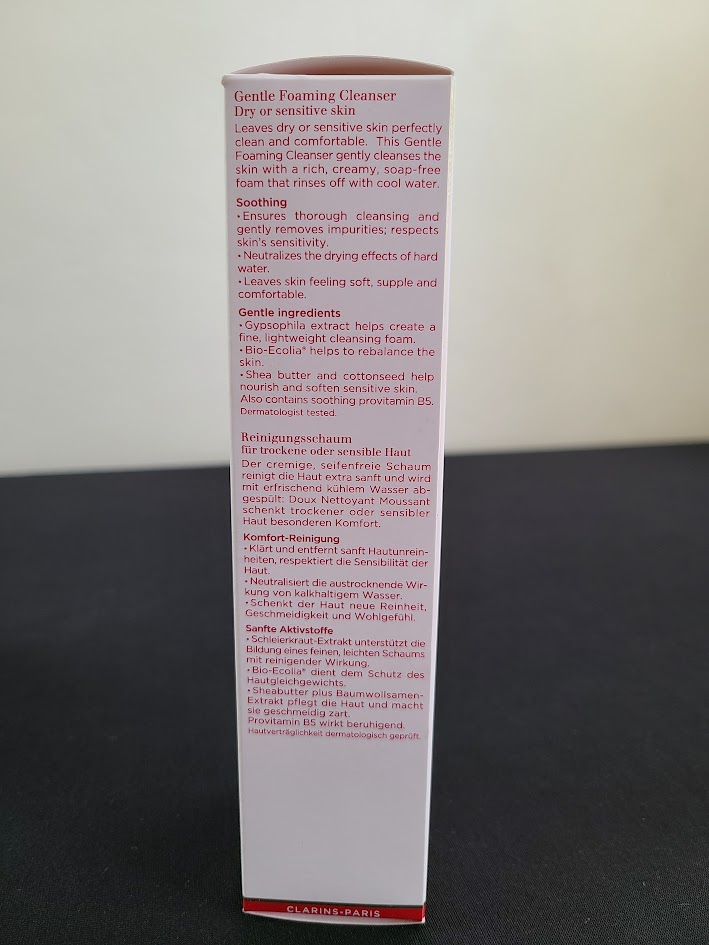 Gentle Foaming Cleanser
Dry or sensitive skin
Leaves dry or sensitive skin perfectly
clean and comfortable. This Gentle
Foaming Cleanser gently cleanses the
skin with a rich, creamy, soap-free
foam that rinses off with cool water.
Soothing
• Ensures thorough cleansing and
gently removes impurities; respects
skin's sensitivity.
• Neutralizes the drying effects of hard
water.
• Leaves skin feeling soft, supple and
comfortable.
Gentle ingredients
• Gypsophila extract helps create a
fine, lightweight cleansing foam.
• Bio-Ecolia® helps to rebalance the
skin.
• Shea butter and cottonseed help
nourish and soften sensitive skin.
Also contains soothing provitamin B5.
Dermatologist tested.
Reinigungsschaum
für trockene oder sensible Haut
Der cremige, seifenfreie Schaum
reinigt die Haut extra sanft und wird
mit erfrischend kühlem Wasser ab-
gespült: Doux Nettoyant Moussant
schenkt trockener oder sensibler
Haut besonderen Komfort.
Komfort-Reinigung
• Klärt und entfernt sanft Hautunrein-
heiten, respektiert die Sensibilität der
Haut.
• Neutralisiert die austrocknende Wir-
kung von kalkhaltigem Wasser.
• Schenkt der Haut neue Reinheit,
Geschmeidigkeit und Wohlgefühl.
Sanfte Aktivstoffe
• Schleierkraut-Extrakt unterstützt die
Bildung eines feinen, leichten Schaums
mit reinigender Wirkung.
• Bio-Ecolia® dient dem Schutz des
Hautgleichgewichts.
• Sheabutter plus Baumwollsamen-
Extrakt pflegt die Haut und macht
sie geschmeidig zart.
Provitamin B5 wirkt beruhigend.
Hautverträglichkeit dermatologisch geprüft.
CLARINS-PARIS